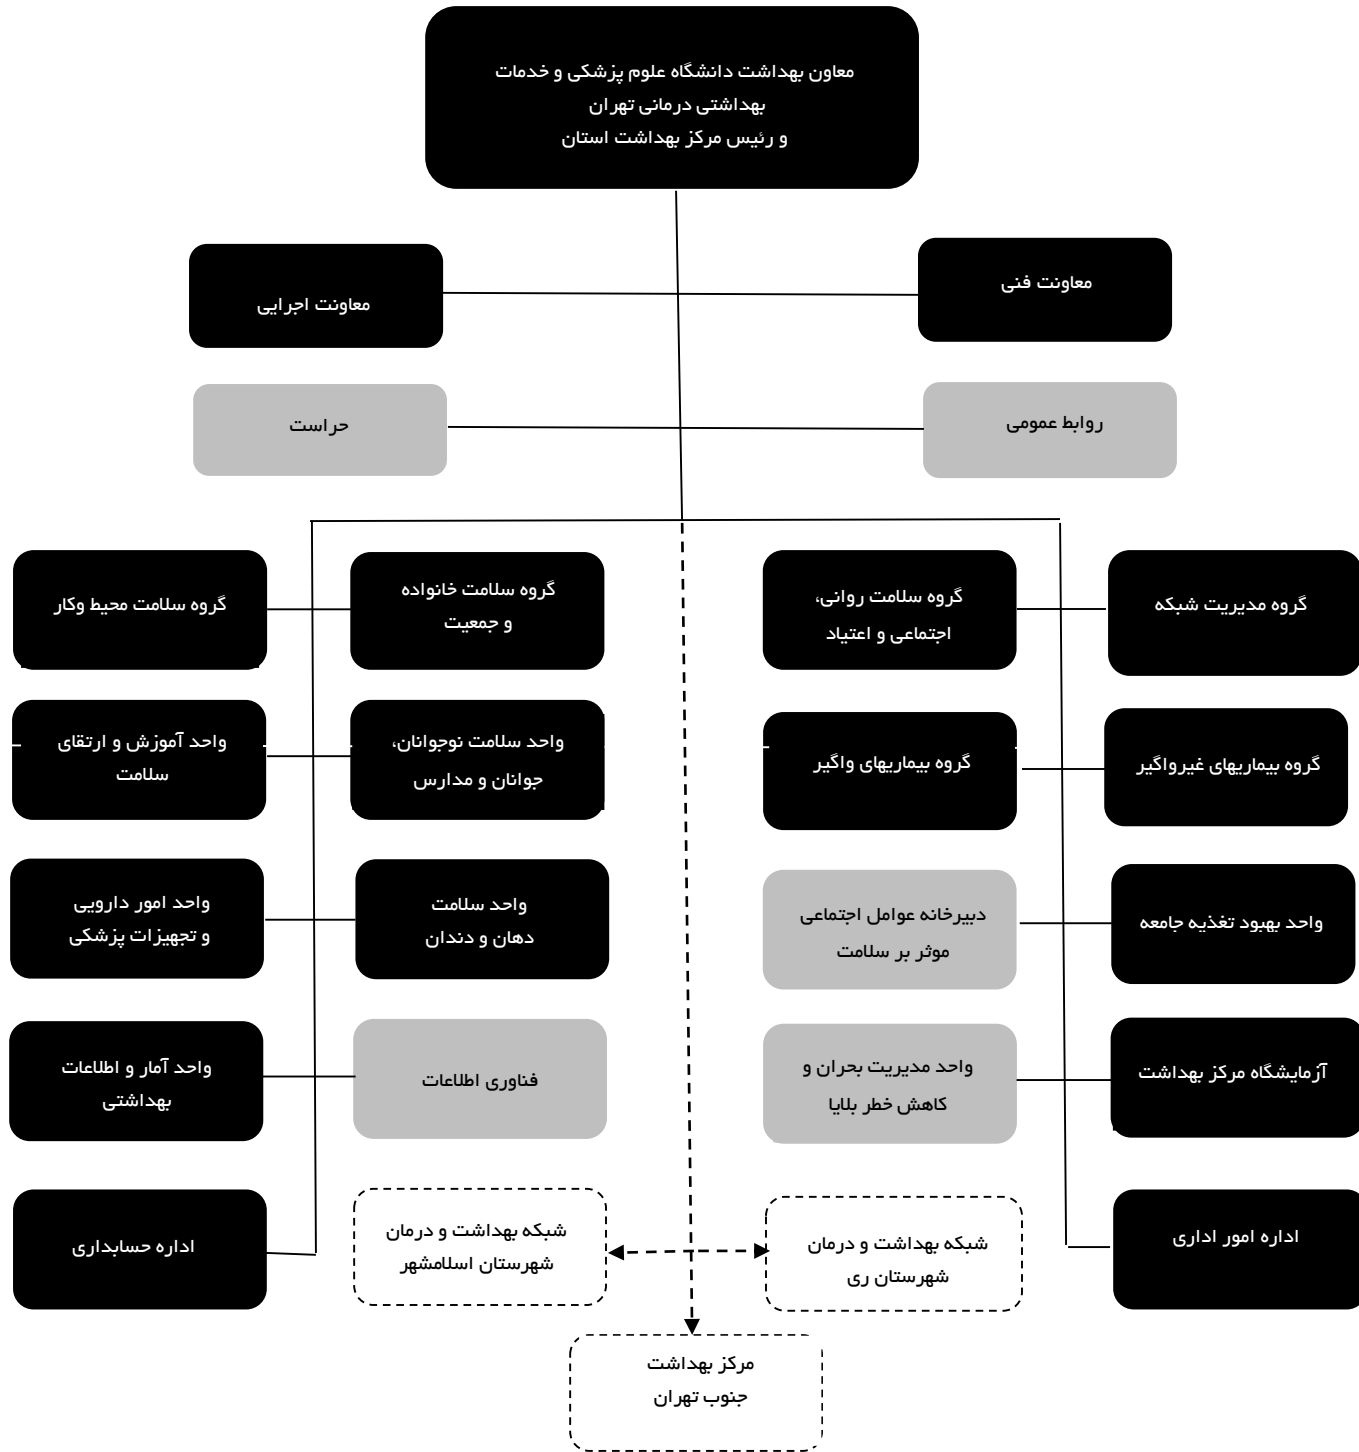 معاون بهداشت دانشگاه علوم پزشکی و خدمات
بهداشتی درمانی تهران
و رئیس مرکز بهداشت استان
معاونت فنی
معاونت اجرایی
روابط عمومی
حراست
گروه مدیریت شبکه
گروه سلامت روانی،
اجتماعی و اعتیاد
گروه سلامت خانواده
و جمعیت
گروه سلامت محیط وکار
گروه بیماریهای غیرواگیر
گروه بیماریهای واگیر
واحد سلامت نوجوانان،
جوانان و مدارس
واحد آموزش و ارتقای
سلامت
واحد بهبود تغذیه جامعه
دبیرخانه عوامل اجتماعی
موثر بر سلامت
واحد سلامت
دهان و دندان
واحد امور دارویی
و تجهیزات پزشکی
آزمایشگاه مرکز بهداشت
واحد مدیریت بحران و
کاهش خطر بلایا
فناوری اطلاعات
واحد آمار و اطلاعات
بهداشتی
اداره امور اداری
شبکه بهداشت و درمان
شهرستان ری
شبکه بهداشت و درمان
شهرستان اسلامشهر
اداره حسابداری
مرکز بهداشت
جنوب تهران